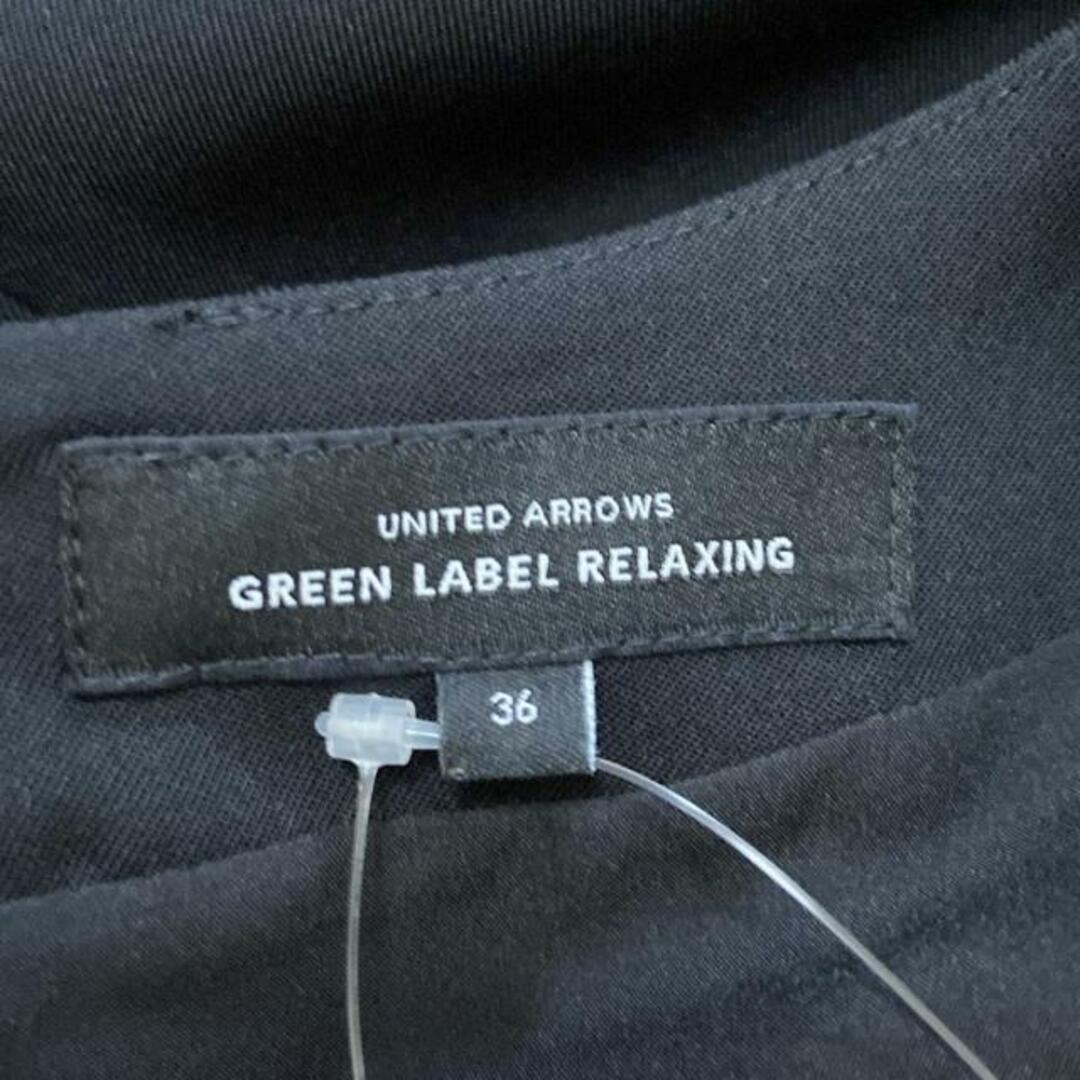 UNITED ARROWS
GREEN LABEL RELAXING
36